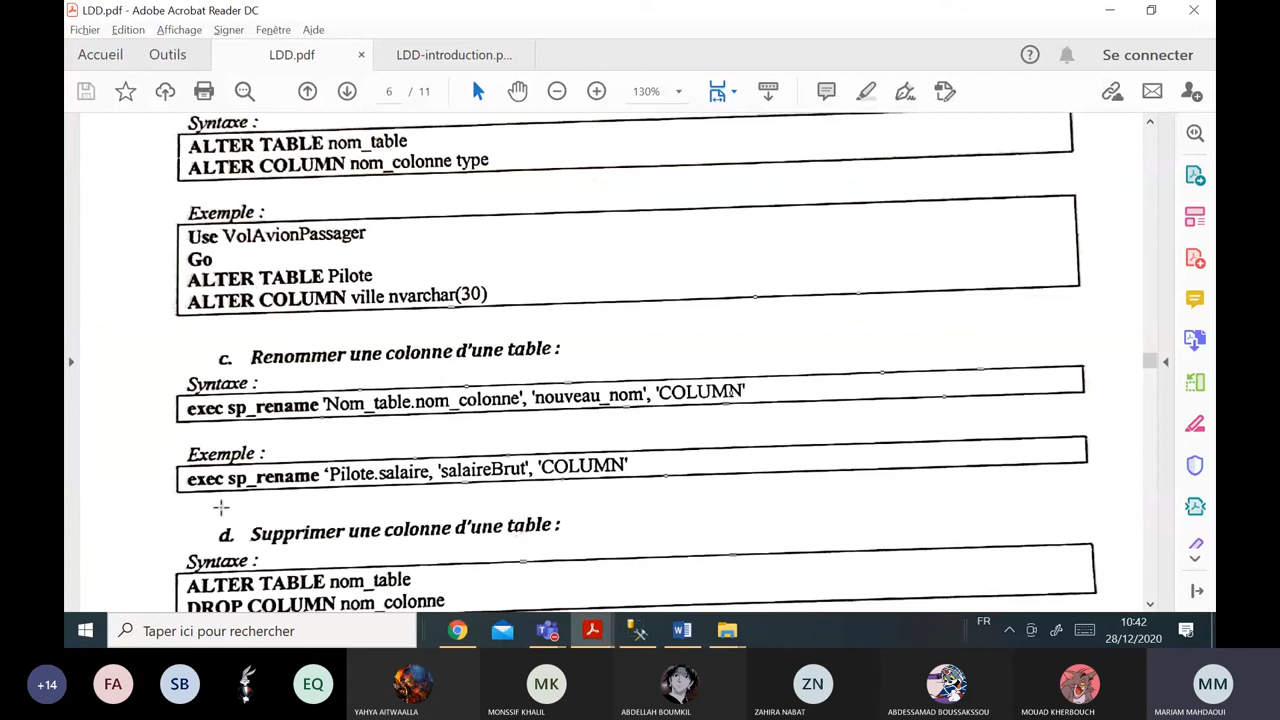 LDD.pdf - Adobe Acrobat Reader DC
Fichier Edition Affichage Signer Fenêtre Aide
Accueil Outils LDD.pdf × LDD-introduction.p... ? Se connecter
6 / 11 130%
Syntaxe :
ALTER TABLE nom_table
ALTER COLUMN nom_colonne type
Exemple :
Use VolAvionPassager
Go
ALTER TABLE Pilote
ALTER COLUMN ville nvarchar(30)
c. Renommer une colonne d'une table :
Syntaxe :
exec sp_rename 'Nom_table.nom_colonne', 'nouveau_nom', 'COLUMN'
Exemple :
exec sp_rename ‘Pilote.salaire, 'salaireBrut', 'COLUMN'
d. Supprimer une colonne d'une table :
Syntaxe :
ALTER TABLE nom_table
DROP COLUMN nom_colonne
Taper ici pour rechercher
FR
10:42
28/12/2020
+14 FA SB EQ MK ZN MM
YAHYA AITWAALLA MONSSIF KHALIL ABDELLAH BOUMKIL ZAHIRA NABAT ABDESSAMAD BOUSSAKSSOU MOUAD KHERBOUCH MARIAM MAHDAOUI